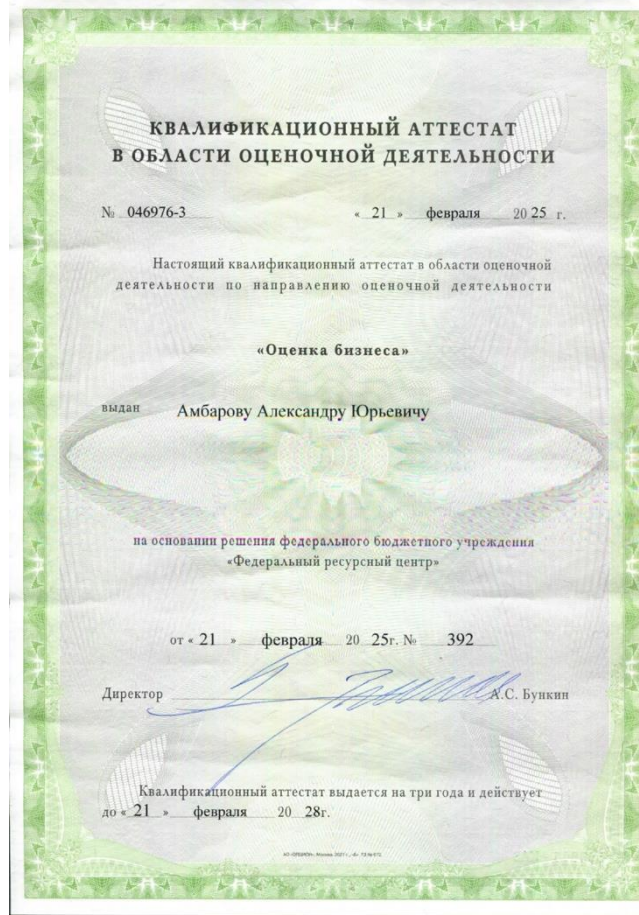 КВАЛИФИКАЦИОННЫЙ АТТЕСТАТ
В ОБЛАСТИ ОЦЕНОЧНОЙ ДЕЯТЕЛЬНОСТИ
№ 046976-3 « 21 » февраля 20 25 г.
Настоящий квалификационный аттестат в области оценочной
деятельности по направлению оценочной деятельности
«Оценка бизнеса»
выдан Амбарову Александру Юрьевичу
на основании решения федерального бюджетного учреждения
«Федеральный ресурсный центр»
от « 21 » февраля 20 25г. № 392
Директор А.С. Бункин
Квалификационный аттестат выдается на три года и действует
до « 21 » февраля 20 28г.